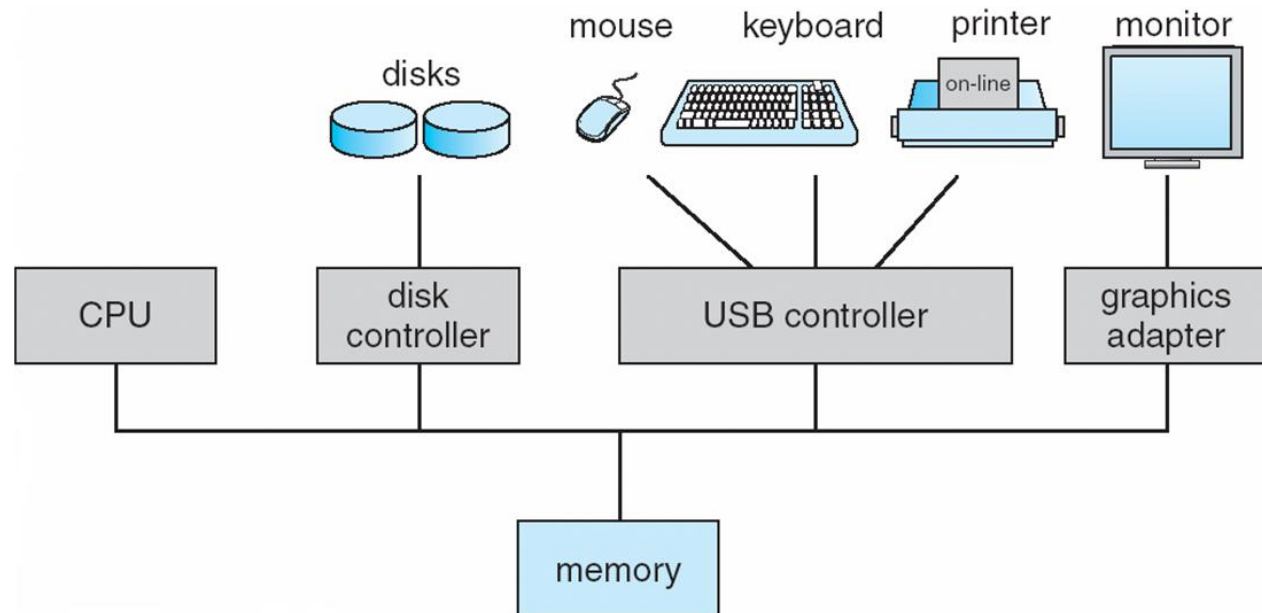 mouse
keyboard
printer
monitor
disks
on-line
CPU
disk
controller
USB controller
graphics
adapter
memory